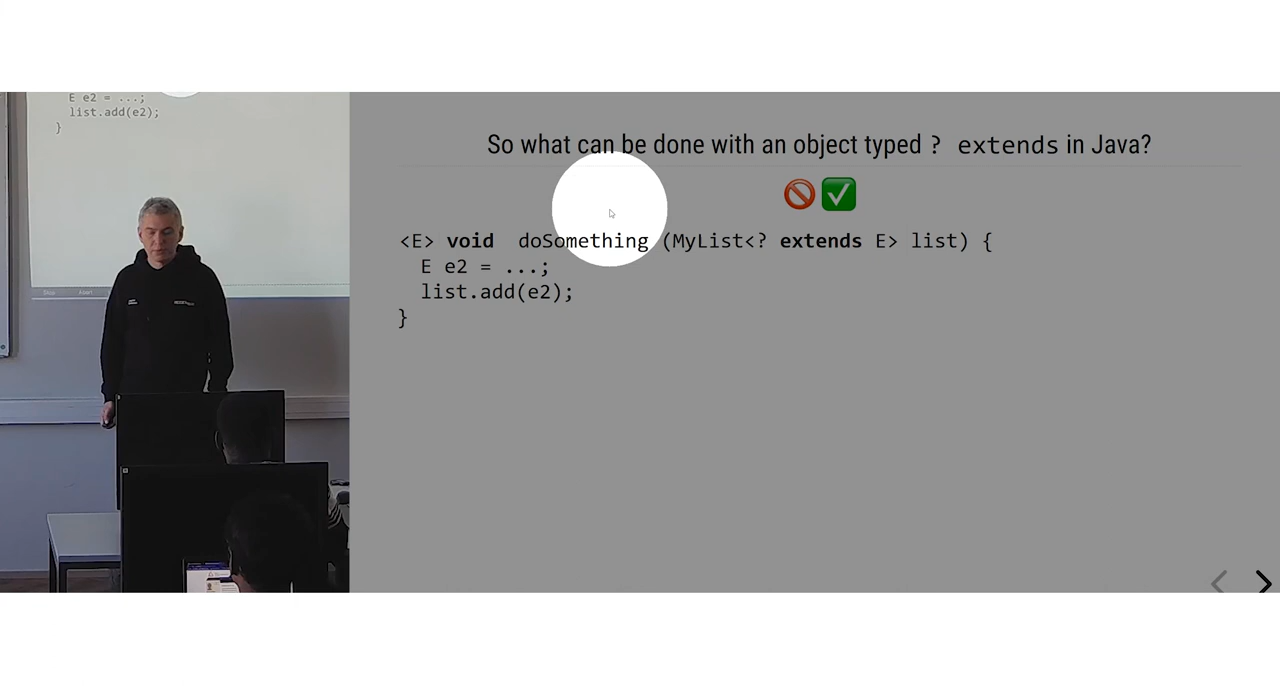 E e2 = ...;
list.add(e2);
}
So what can be done with an object typed ? extends in Java?
<E> void doSomething (MyList<? extends E> list) {
E e2 = ...;
list.add(e2);
}